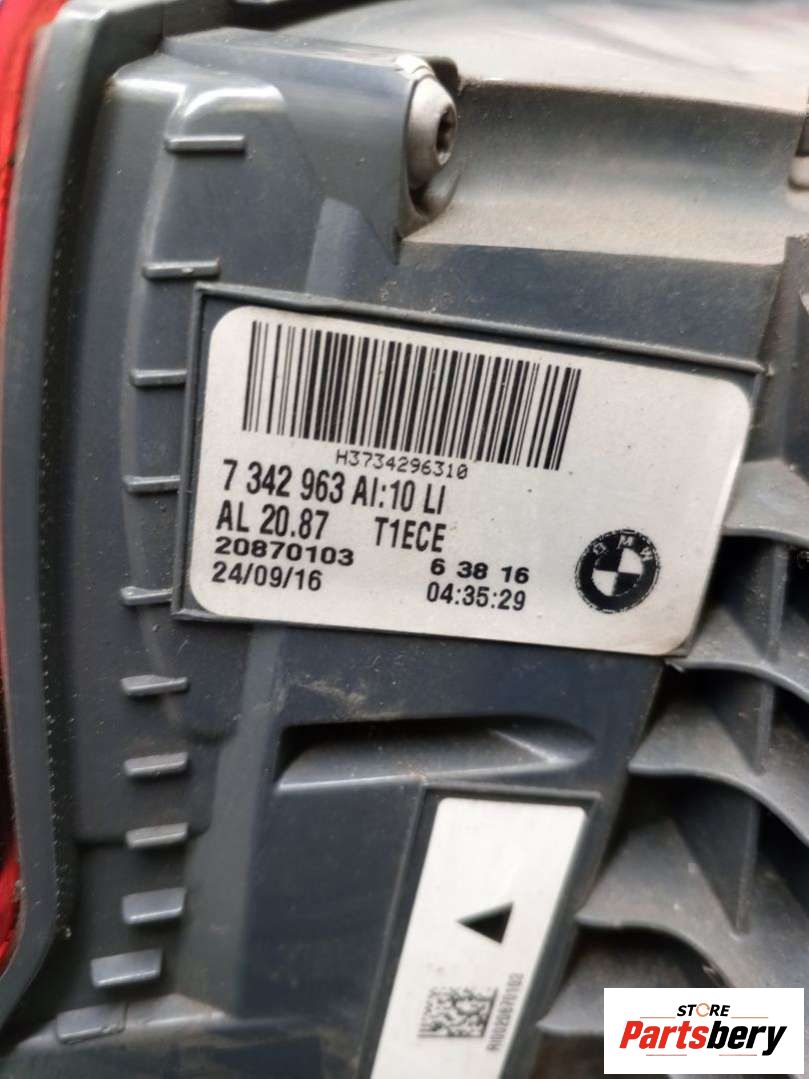 H3734296310
7 342 963 AI:10 LI
AL 20.87 T1ECE
20870103 6 38 16
24/09/16 04:35:29
BMW
STORE
Partsbery